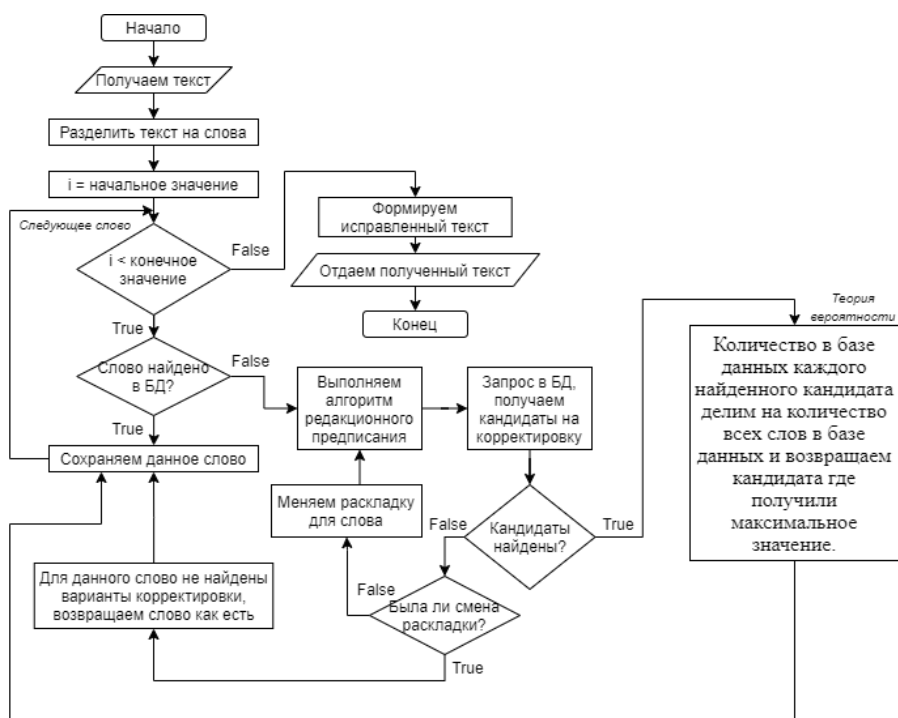 Начало
Получаем текст
Разделить текст на слова
i = начальное значение
Следующее слово
i < конечное
значение
False
True
Формируем
исправленный текст
Отдаем полученный текст
Конец
Слово найдено
в БД?
False
True
Сохраняем данное слово
Выполняем
алгоритм
редакционного
предписания
Запрос в БД,
получаем
кандидаты на
корректировку
Кандидаты
найдены?
True
False
Меняем раскладку
для слова
False
Была ли смена
раскладки?
True
Для данного слово не найдены
варианты корректировки,
возвращаем слово как есть
Теория
вероятности
Количество в базе
данных каждого
найденного кандидата
делим на количество
всех слов в базе
данных и возвращаем
кандидата где
получили
максимальное
значение.